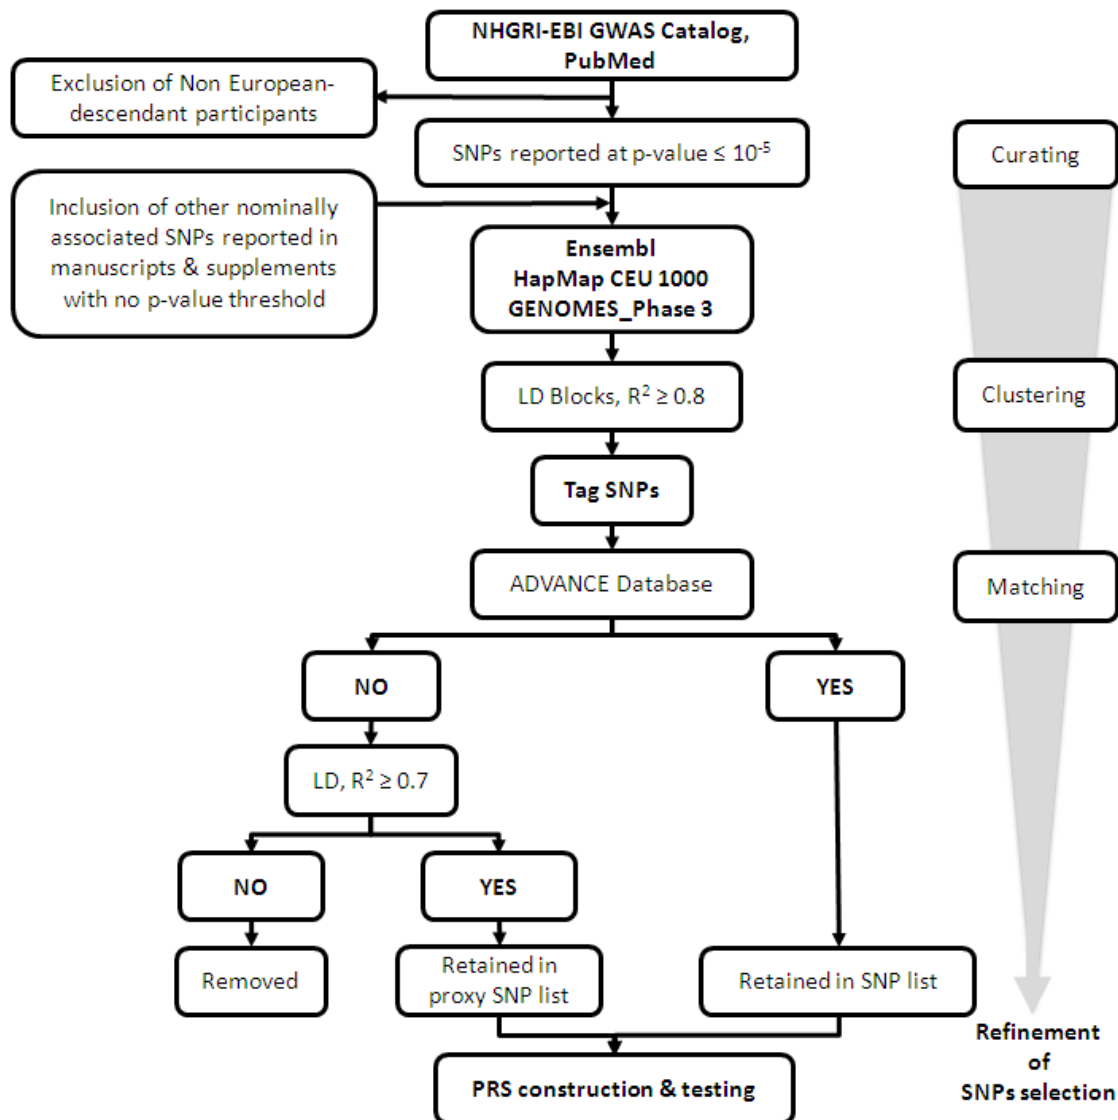 NHGRI-EBI GWAS Catalog,
PubMed
Exclusion of Non European-
descendant participants
SNPs reported at p-value ≤ 10⁻⁵
Curating
Inclusion of other nominally
associated SNPs reported in
manuscripts & supplements
with no p-value threshold
Ensembl
HapMap CEU 1000
GENOMES_Phase 3
LD Blocks, R² ≥ 0.8
Clustering
Tag SNPs
ADVANCE Database
Matching
NO
YES
LD, R² ≥ 0.7
NO
YES
Removed
Retained in
proxy SNP list
Retained in SNP list
Refinement
of
SNPs selection
PRS construction & testing